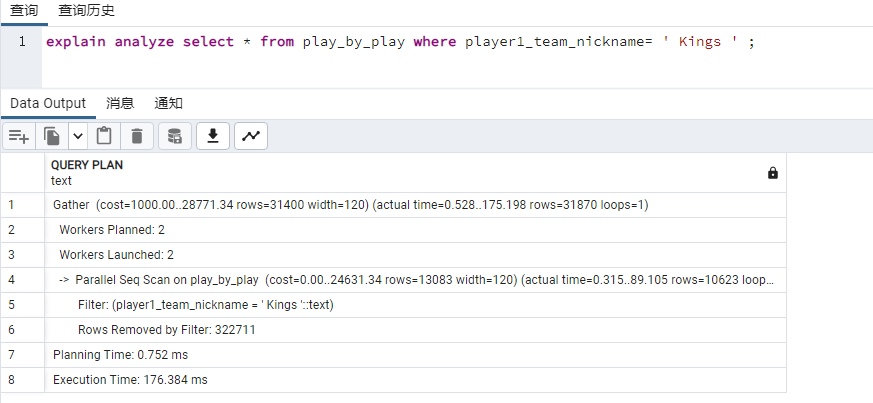 查询 查询历史
1 explain analyze select * from play_by_play where player1_team_nickname= ' Kings ' ;
Data Output 消息 通知
QUERY PLAN
text
1 Gather (cost=1000.00..28771.34 rows=31400 width=120) (actual time=0.528..175.198 rows=31870 loops=1)
2 Workers Planned: 2
3 Workers Launched: 2
4 -> Parallel Seq Scan on play_by_play (cost=0.00..24631.34 rows=13083 width=120) (actual time=0.315..89.105 rows=10623 loop...
5 Filter: (player1_team_nickname = ' Kings '::text)
6 Rows Removed by Filter: 322711
7 Planning Time: 0.752 ms
8 Execution Time: 176.384 ms